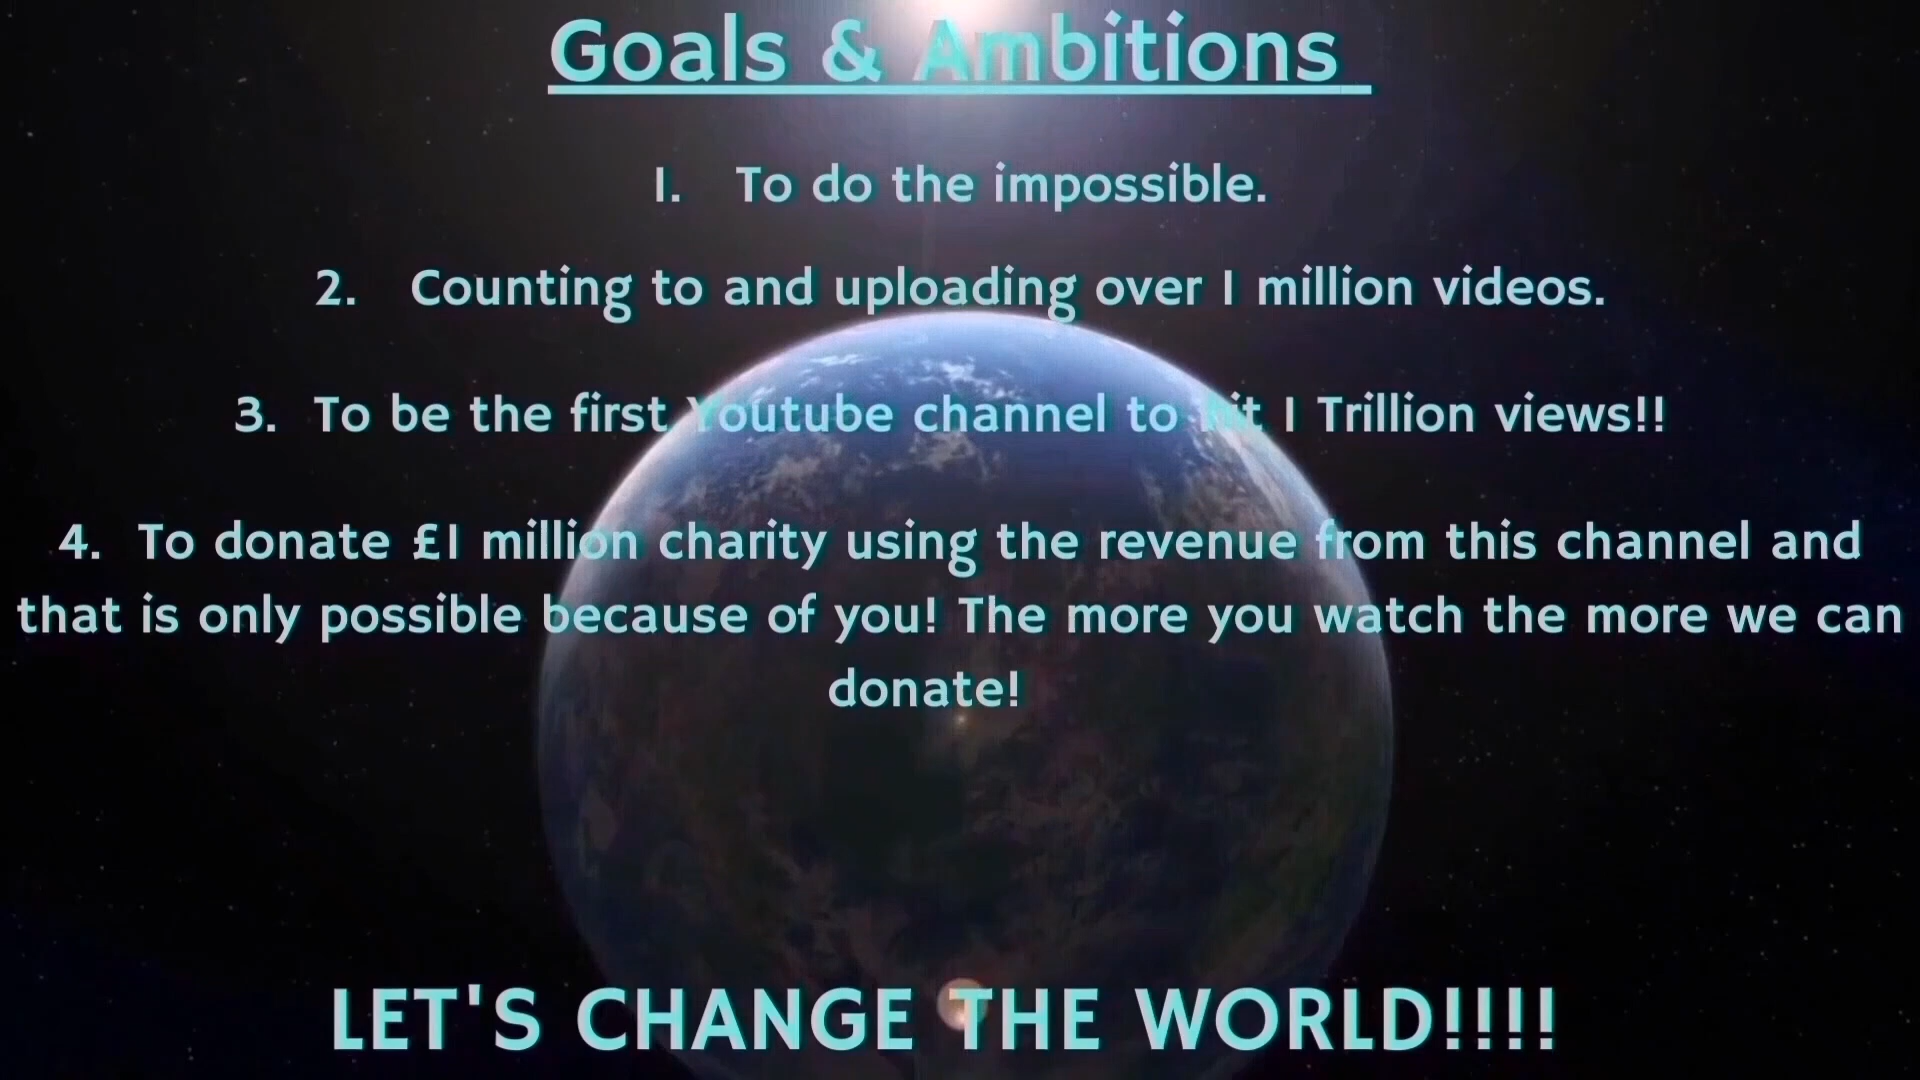 Goals & Ambitions
1. To do the impossible.
2. Counting to and uploading over 1 million videos.
3. To be the first Youtube channel to hit 1 Trillion views!!
4. To donate £1 million charity using the revenue from this channel and
that is only possible because of you! The more you watch the more we can
donate!
LET'S CHANGE THE WORLD!!!!